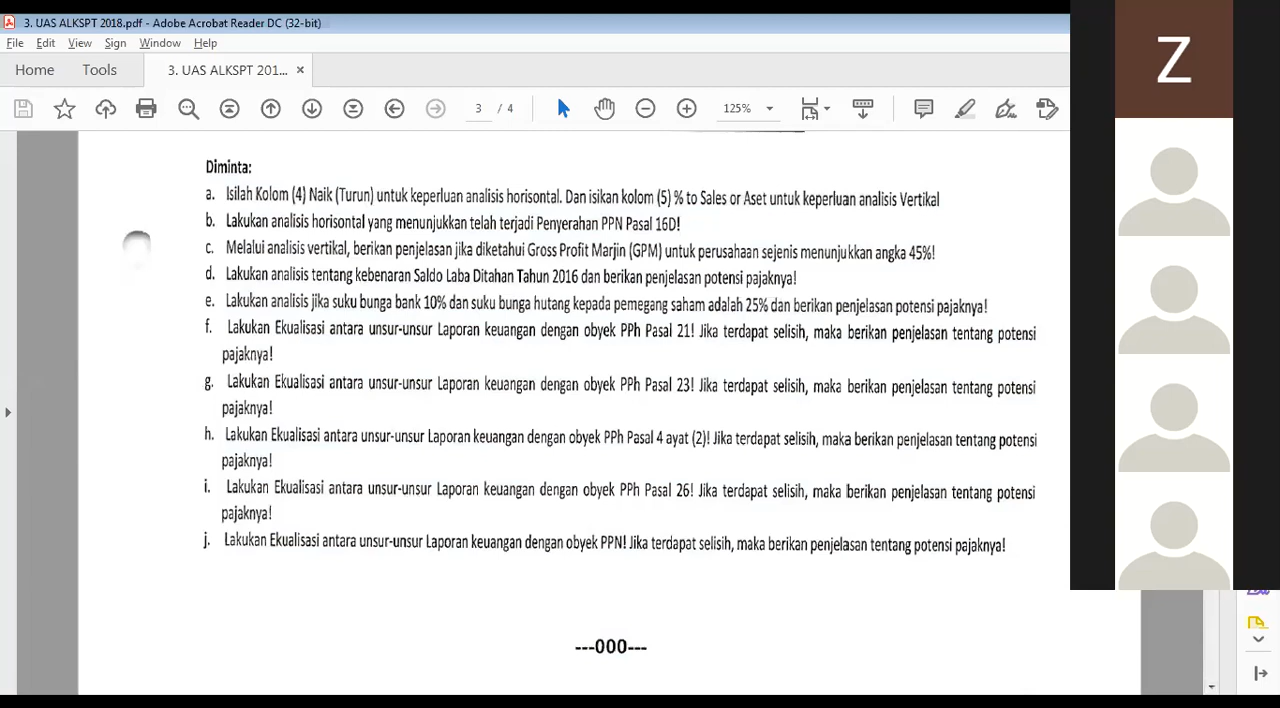 3. UAS ALKSPT 2018.pdf - Adobe Acrobat Reader DC (32-bit)
File Edit View Sign Window Help
Home Tools 3. UAS ALKSPT 201... ×
3 / 4 125%
Z
Diminta:
a. Isilah Kolom (4) Naik (Turun) untuk keperluan analisis horisontal. Dan isikan kolom (5) % to Sales or Aset untuk keperluan analisis Vertikal
b. Lakukan analisis horisontal yang menunjukkan telah terjadi Penyerahan PPN Pasal 16D!
c. Melalui analisis vertikal, berikan penjelasan jika diketahui Gross Profit Marjin (GPM) untuk perusahaan sejenis menunjukkan angka 45%!
d. Lakukan analisis tentang kebenaran Saldo Laba Ditahan Tahun 2016 dan berikan penjelasan potensi pajaknya!
e. Lakukan analisis jika suku bunga bank 10% dan suku bunga hutang kepada pemegang saham adalah 25% dan berikan penjelasan potensi pajaknya!
f. Lakukan Ekualisasi antara unsur-unsur Laporan keuangan dengan obyek PPh Pasal 21! Jika terdapat selisih, maka berikan penjelasan tentang potensi
pajaknya!
g. Lakukan Ekualisasi antara unsur-unsur Laporan keuangan dengan obyek PPh Pasal 23! Jika terdapat selisih, maka berikan penjelasan tentang potensi
pajaknya!
h. Lakukan Ekualisasi antara unsur-unsur Laporan keuangan dengan obyek PPh Pasal 4 ayat (2)! Jika terdapat selisih, maka berikan penjelasan tentang potensi
pajaknya!
i. Lakukan Ekualisasi antara unsur-unsur Laporan keuangan dengan obyek PPh Pasal 26! Jika terdapat selisih, maka berikan penjelasan tentang potensi
pajaknya!
j. Lakukan Ekualisasi antara unsur-unsur Laporan keuangan dengan obyek PPN! Jika terdapat selisih, maka berikan penjelasan tentang potensi pajaknya!
---000---